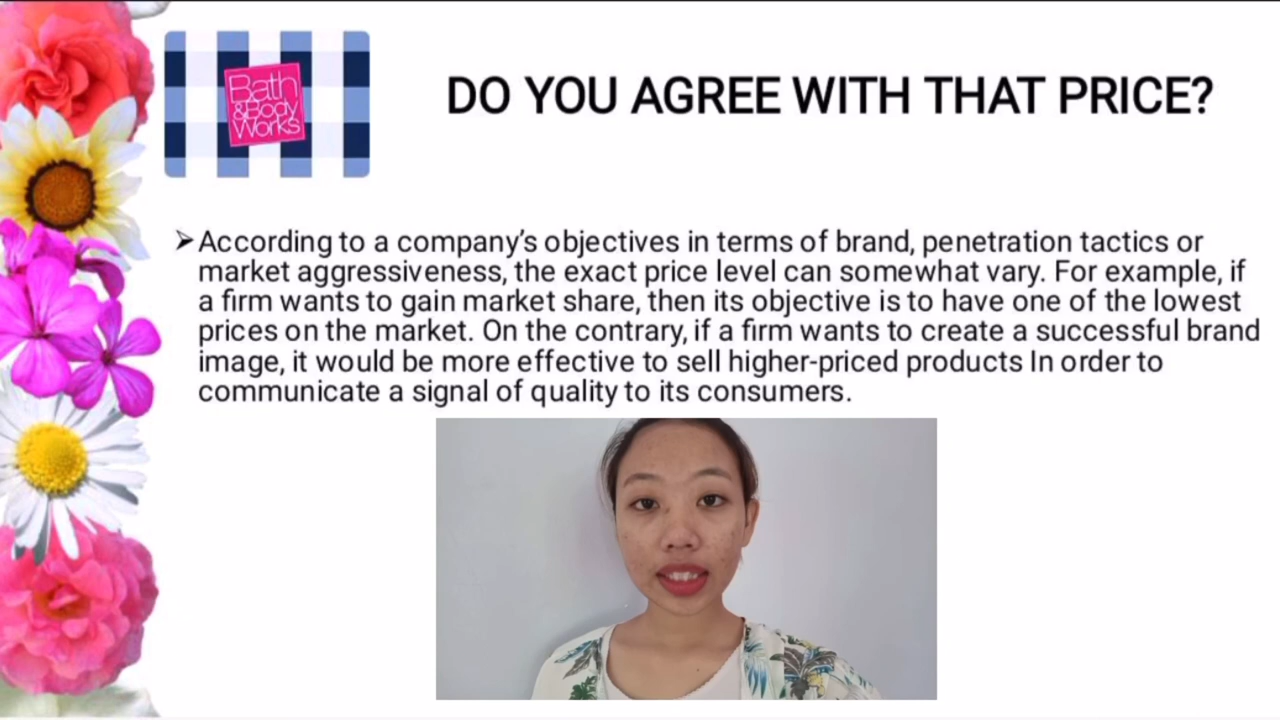 Bath
& Body
Works
DO YOU AGREE WITH THAT PRICE?
➢According to a company's objectives in terms of brand, penetration tactics or
market aggressiveness, the exact price level can somewhat vary. For example, if
a firm wants to gain market share, then its objective is to have one of the lowest
prices on the market. On the contrary, if a firm wants to create a successful brand
image, it would be more effective to sell higher-priced products In order to
communicate a signal of quality to its consumers.